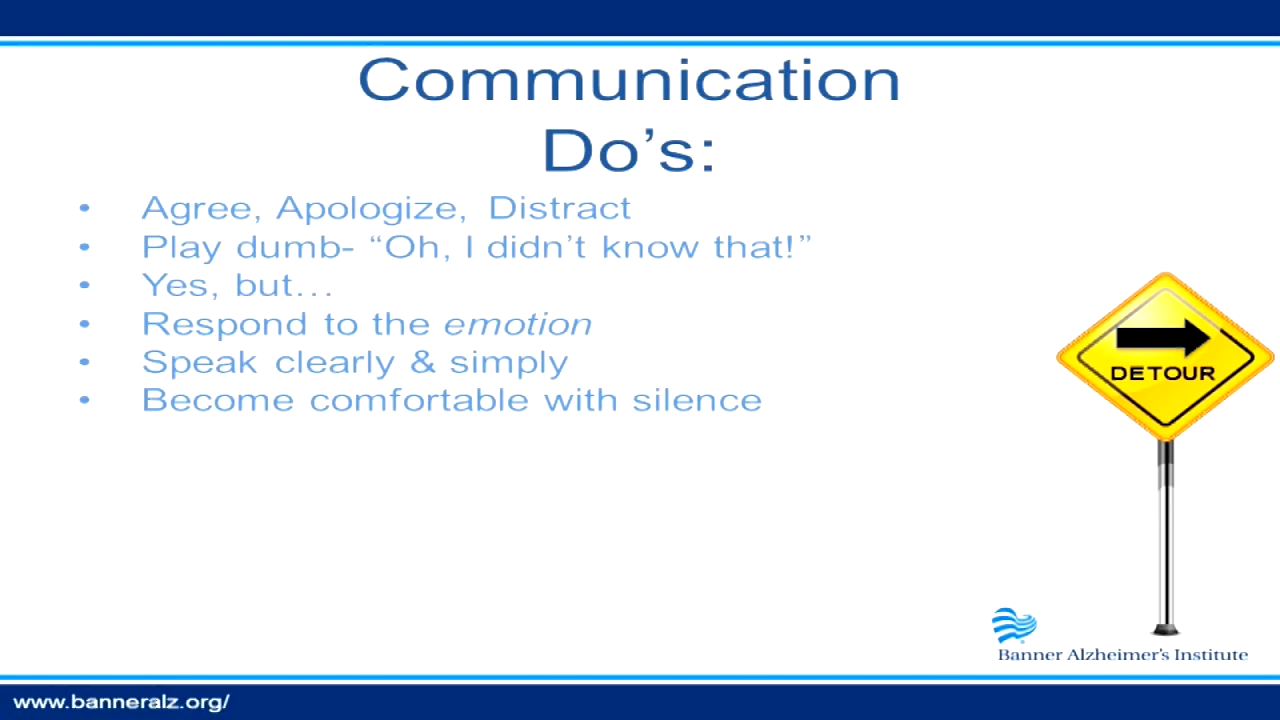 Communication
Do’s:
• Agree, Apologize, Distract
• Play dumb- “Oh, I didn’t know that!”
• Yes, but…
• Respond to the emotion
• Speak clearly & simply
• Become comfortable with silence
DETOUR
Banner Alzheimer’s Institute
www.banneralz.org/